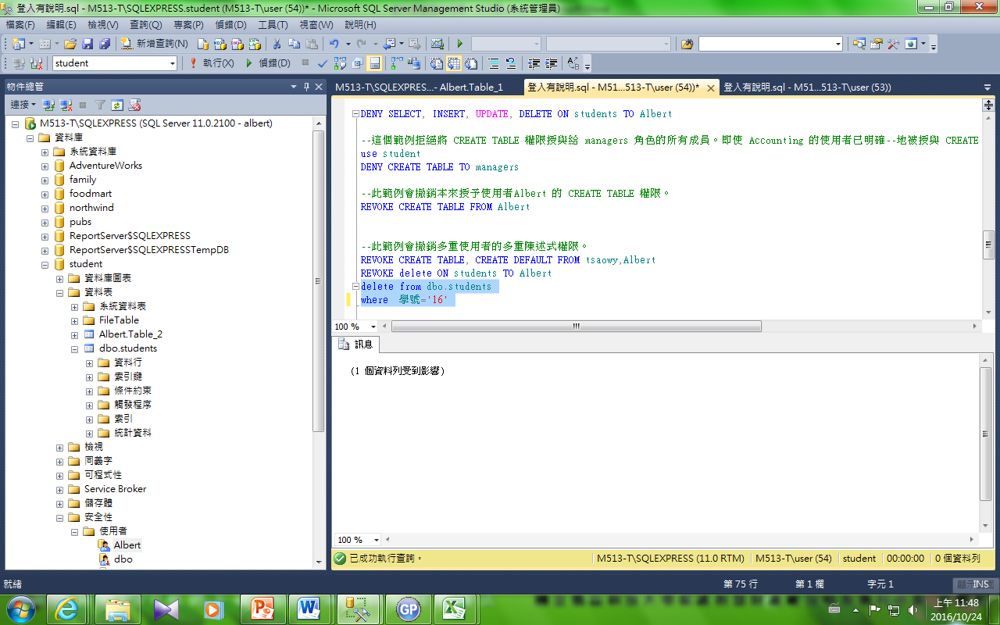 登入有說明.sql - M513-T\SQLEXPRESS.student (M513-T\user (54))* - Microsoft SQL Server Management Studio (系統管理員)
檔案(F) 編輯(E) 檢視(V) 查詢(Q) 專案(P) 偵錯(D) 工具(T) 視窗(W) 說明(H)
新增查詢(N)
student 執行(X) 偵錯(D)
物件總管
連接
M513-T\SQLEXPRESS (SQL Server 11.0.2100 - albert)
資料庫
系統資料庫
AdventureWorks
family
foodmart
northwind
pubs
ReportServer$SQLEXPRESS
ReportServer$SQLEXPRESSTempDB
student
資料庫圖表
資料表
系統資料表
FileTable
Albert.Table_2
dbo.students
資料行
索引鍵
條件約束
觸發程序
索引
統計資料
檢視
同義字
可程式性
Service Broker
儲存體
安全性
使用者
Albert
dbo
M513-T\SQLEXPRES...- Albert.Table_1 登入有說明.sql - M51...513-T\user (54))* 登入有說明.sql - M51...513-T\user (53))
DENY SELECT, INSERT, UPDATE, DELETE ON students TO Albert
--這個範例拒絕將 CREATE TABLE 權限授與給 managers 角色的所有成員。即使 Accounting 的使用者已明確--地被授與 CREATE
use student
DENY CREATE TABLE TO managers
--此範例會撤銷本來授予使用者Albert 的 CREATE TABLE 權限。
REVOKE CREATE TABLE FROM Albert
--此範例會撤銷多重使用者的多重陳述式權限。
REVOKE CREATE TABLE, CREATE DEFAULT FROM tsaowy,Albert
REVOKE delete ON students TO Albert
delete from dbo.students
where 學號='16'
100 %
訊息
(1 個資料列受到影響)
100 %
已成功執行查詢。 M513-T\SQLEXPRESS (11.0 RTM) M513-T\user (54) student 00:00:00 0 個資料列
就緒 第 75 行 第 1 欄 字元 1 INS
上午 11:48
2016/10/24